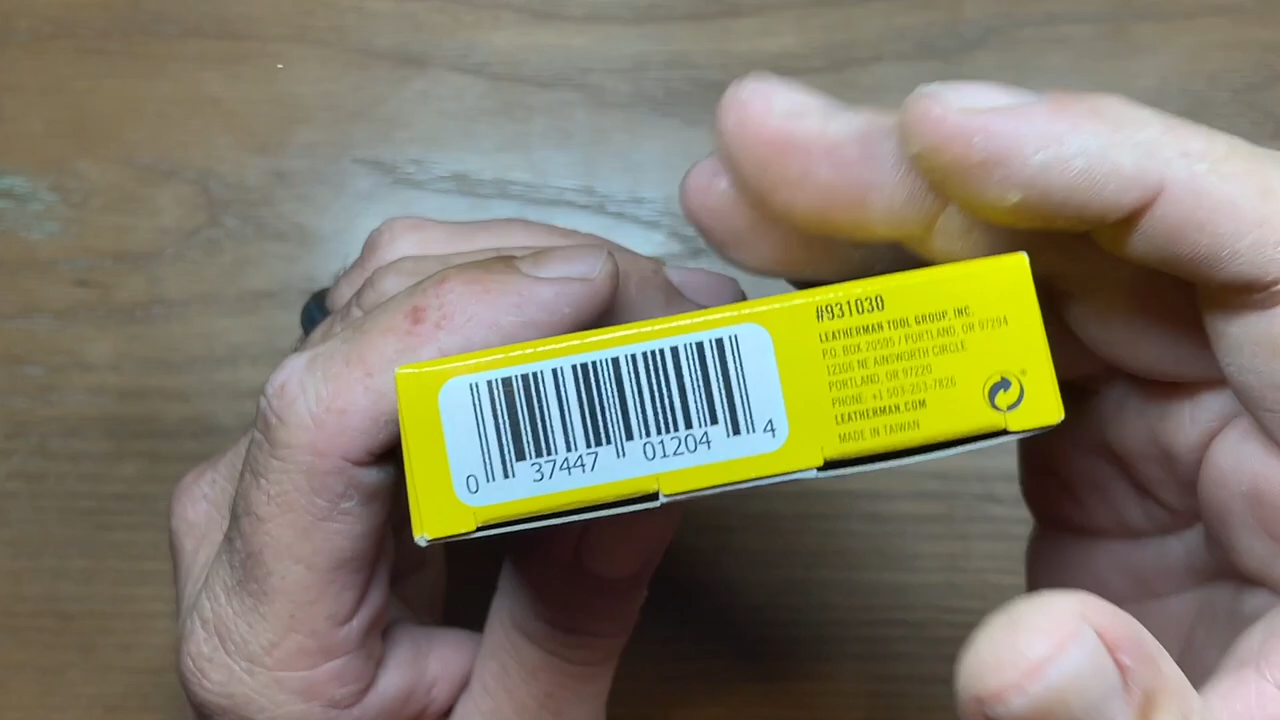 0 37447 01204 4
#931030
LEATHERMAN TOOL GROUP, INC.
P.O. BOX 20595 / PORTLAND, OR 97294
12106 NE AINSWORTH CIRCLE
PORTLAND, OR 97220
PHONE: +1 503-253-7826
LEATHERMAN.COM
MADE IN TAIWAN